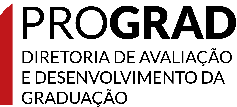 PROGRAD
DIRETORIA DE AVALIAÇÃO
E DESENVOLVIMENTO DA
GRADUAÇÃO